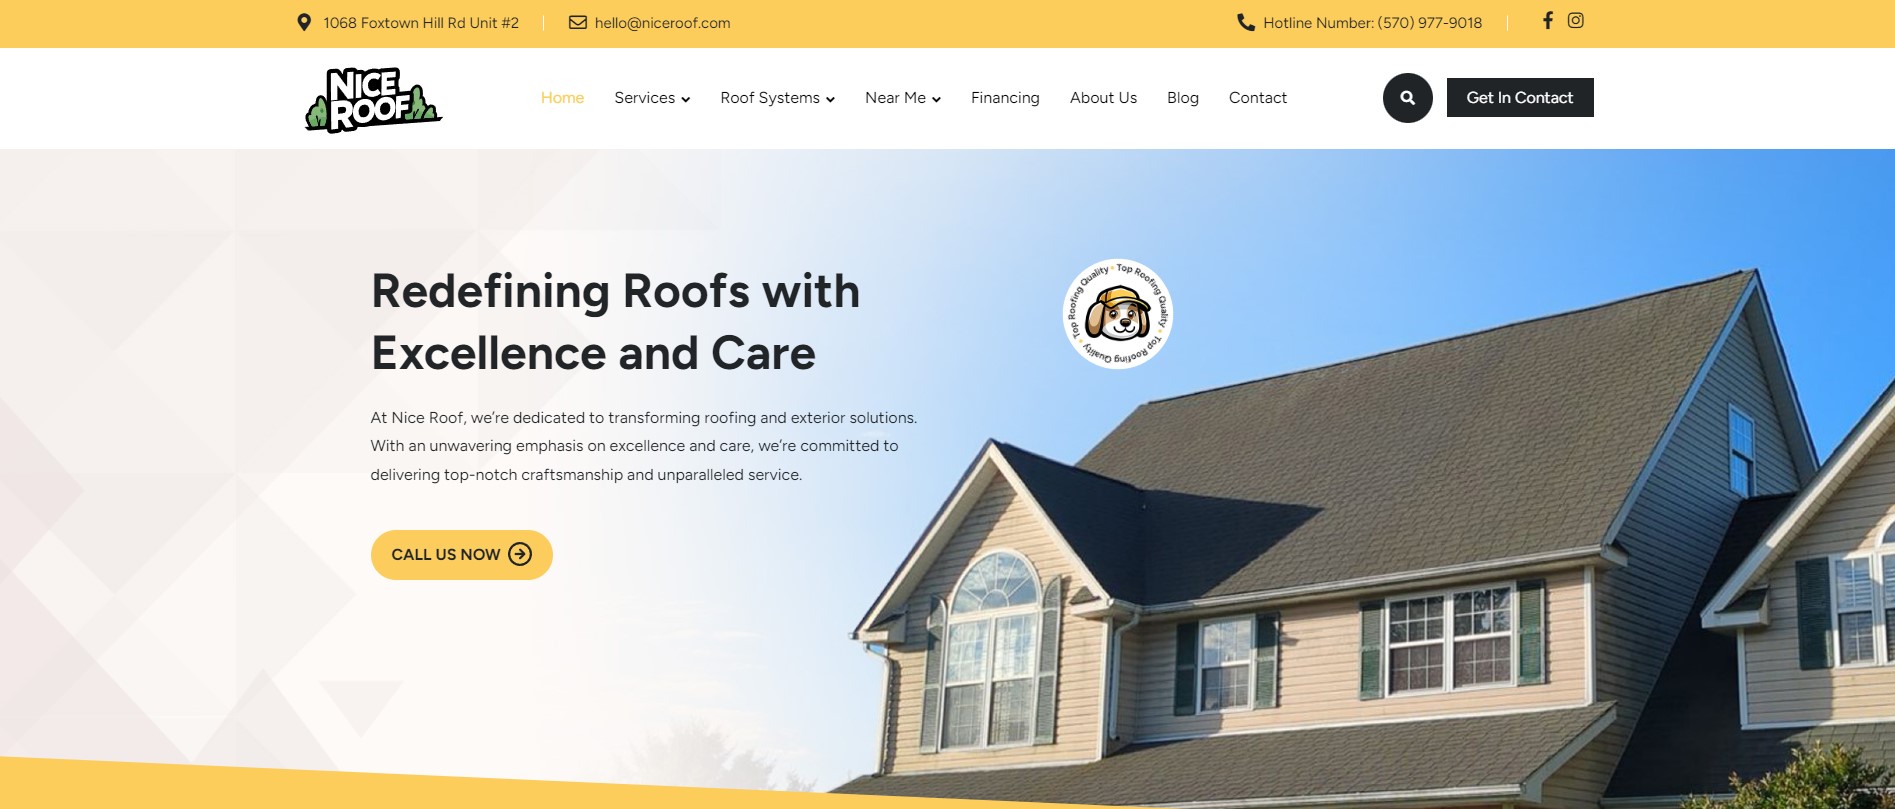 1068 Foxtown Hill Rd Unit #2
hello@niceroof.com
Hotline Number: (570) 977-9018
NICE
ROOF
Home
Services
Roof Systems
Near Me
Financing
About Us
Blog
Contact
Get In Contact
Redefining Roofs with
Excellence and Care
Top Roofing Quality • Top Roofing Quality • Top Roofing Quality • Top Roofing Quality
At Nice Roof, we’re dedicated to transforming roofing and exterior solutions.
With an unwavering emphasis on excellence and care, we’re committed to
delivering top-notch craftsmanship and unparalleled service.
CALL US NOW